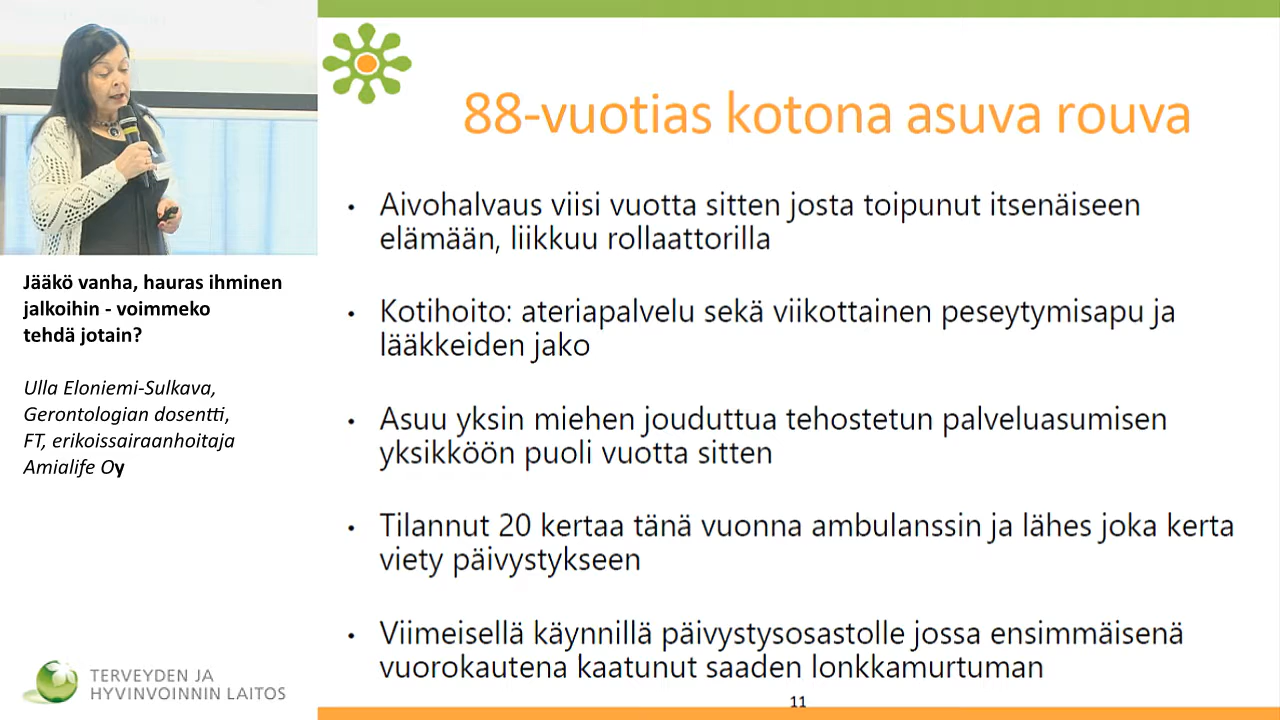 Jääkö vanha, hauras ihminen
jalkoihin - voimmeko
tehdä jotain?
Ulla Eloniemi-Sulkava,
Gerontologian dosentti,
FT, erikoissairaanhoitaja
Amialife Oy
TERVEYDEN JA
HYVINVOINNIN LAITOS
88-vuotias kotona asuva rouva
• Aivohalvaus viisi vuotta sitten josta toipunut itsenäiseen
elämään, liikkuu rollaattorilla
• Kotihoito: ateriapalvelu sekä viikottainen peseytymisapu ja
lääkkeiden jako
• Asuu yksin miehen jouduttua tehostetun palveluasumisen
yksikköön puoli vuotta sitten
• Tilannut 20 kertaa tänä vuonna ambulanssin ja lähes joka kerta
viety päivystykseen
• Viimeisellä käynnillä päivystysosastolle jossa ensimmäisenä
vuorokautena kaatunut saaden lonkkamurtuman
11